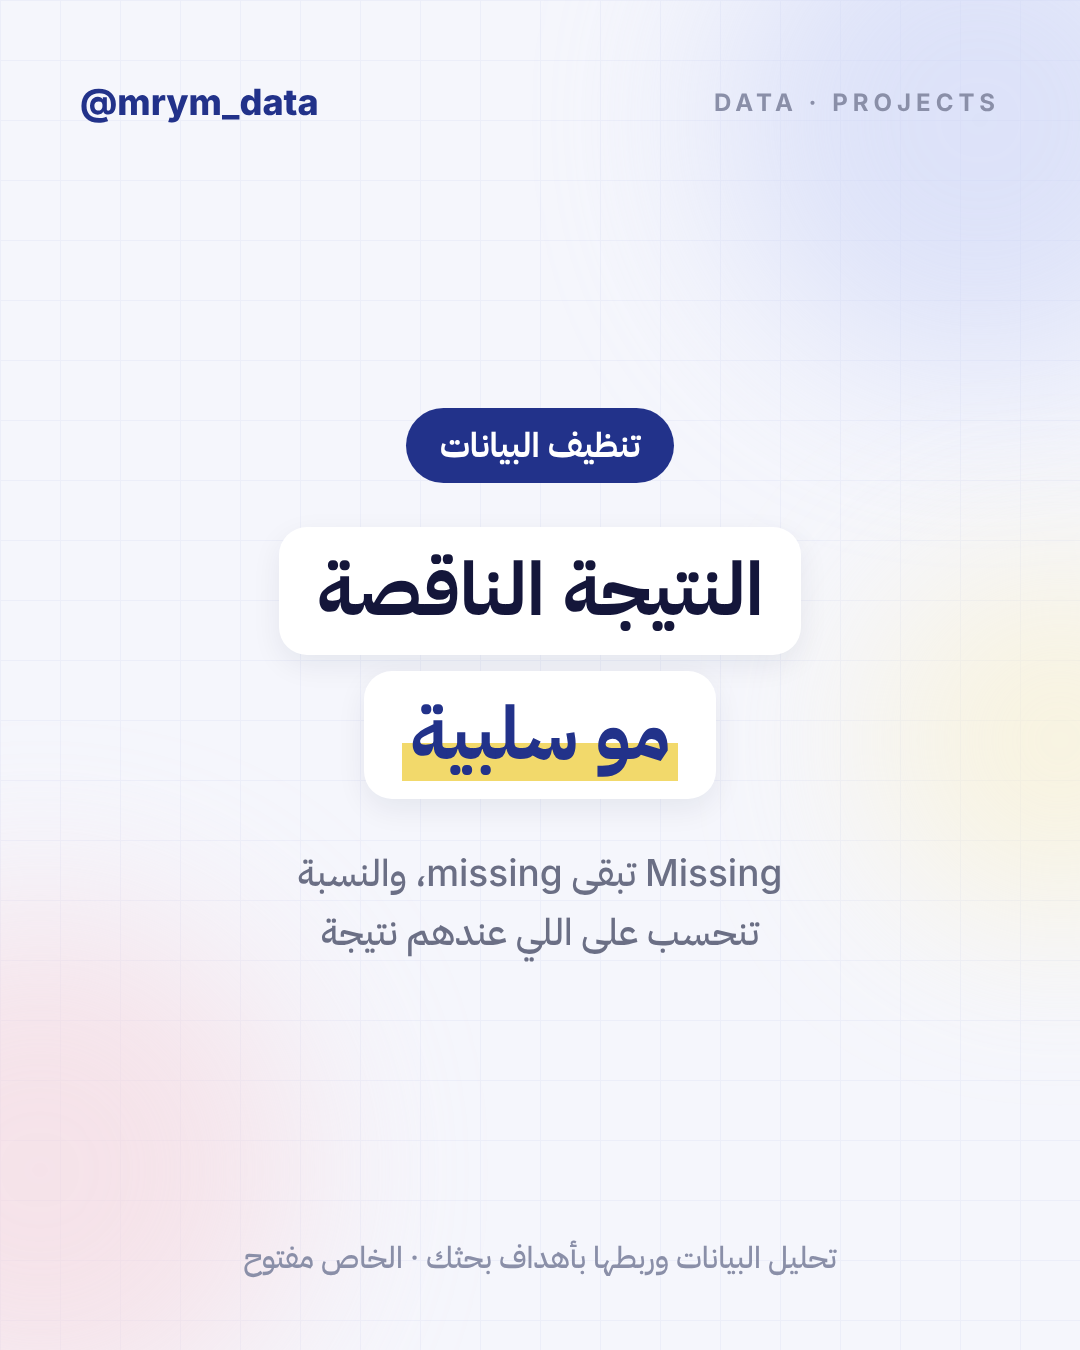 @mrym_data
DATA · PROJECTS
تنظيف البيانات
النتيجة الناقصة
مو سلبية
Missing تبقى missing، والنسبة
تنحسب على اللي عندهم نتيجة
تحليل البيانات وربطها بأهداف بحثك · الخاص مفتوح